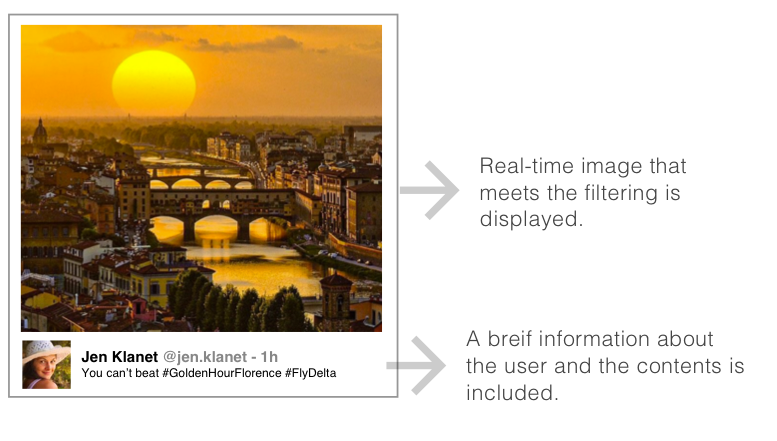 Real-time image that
meets the filtering is
displayed.
Jen Klanet @jen.klanet - 1h
You can't beat #GoldenHourFlorence #FlyDelta
A breif information about
the user and the contents is
included.